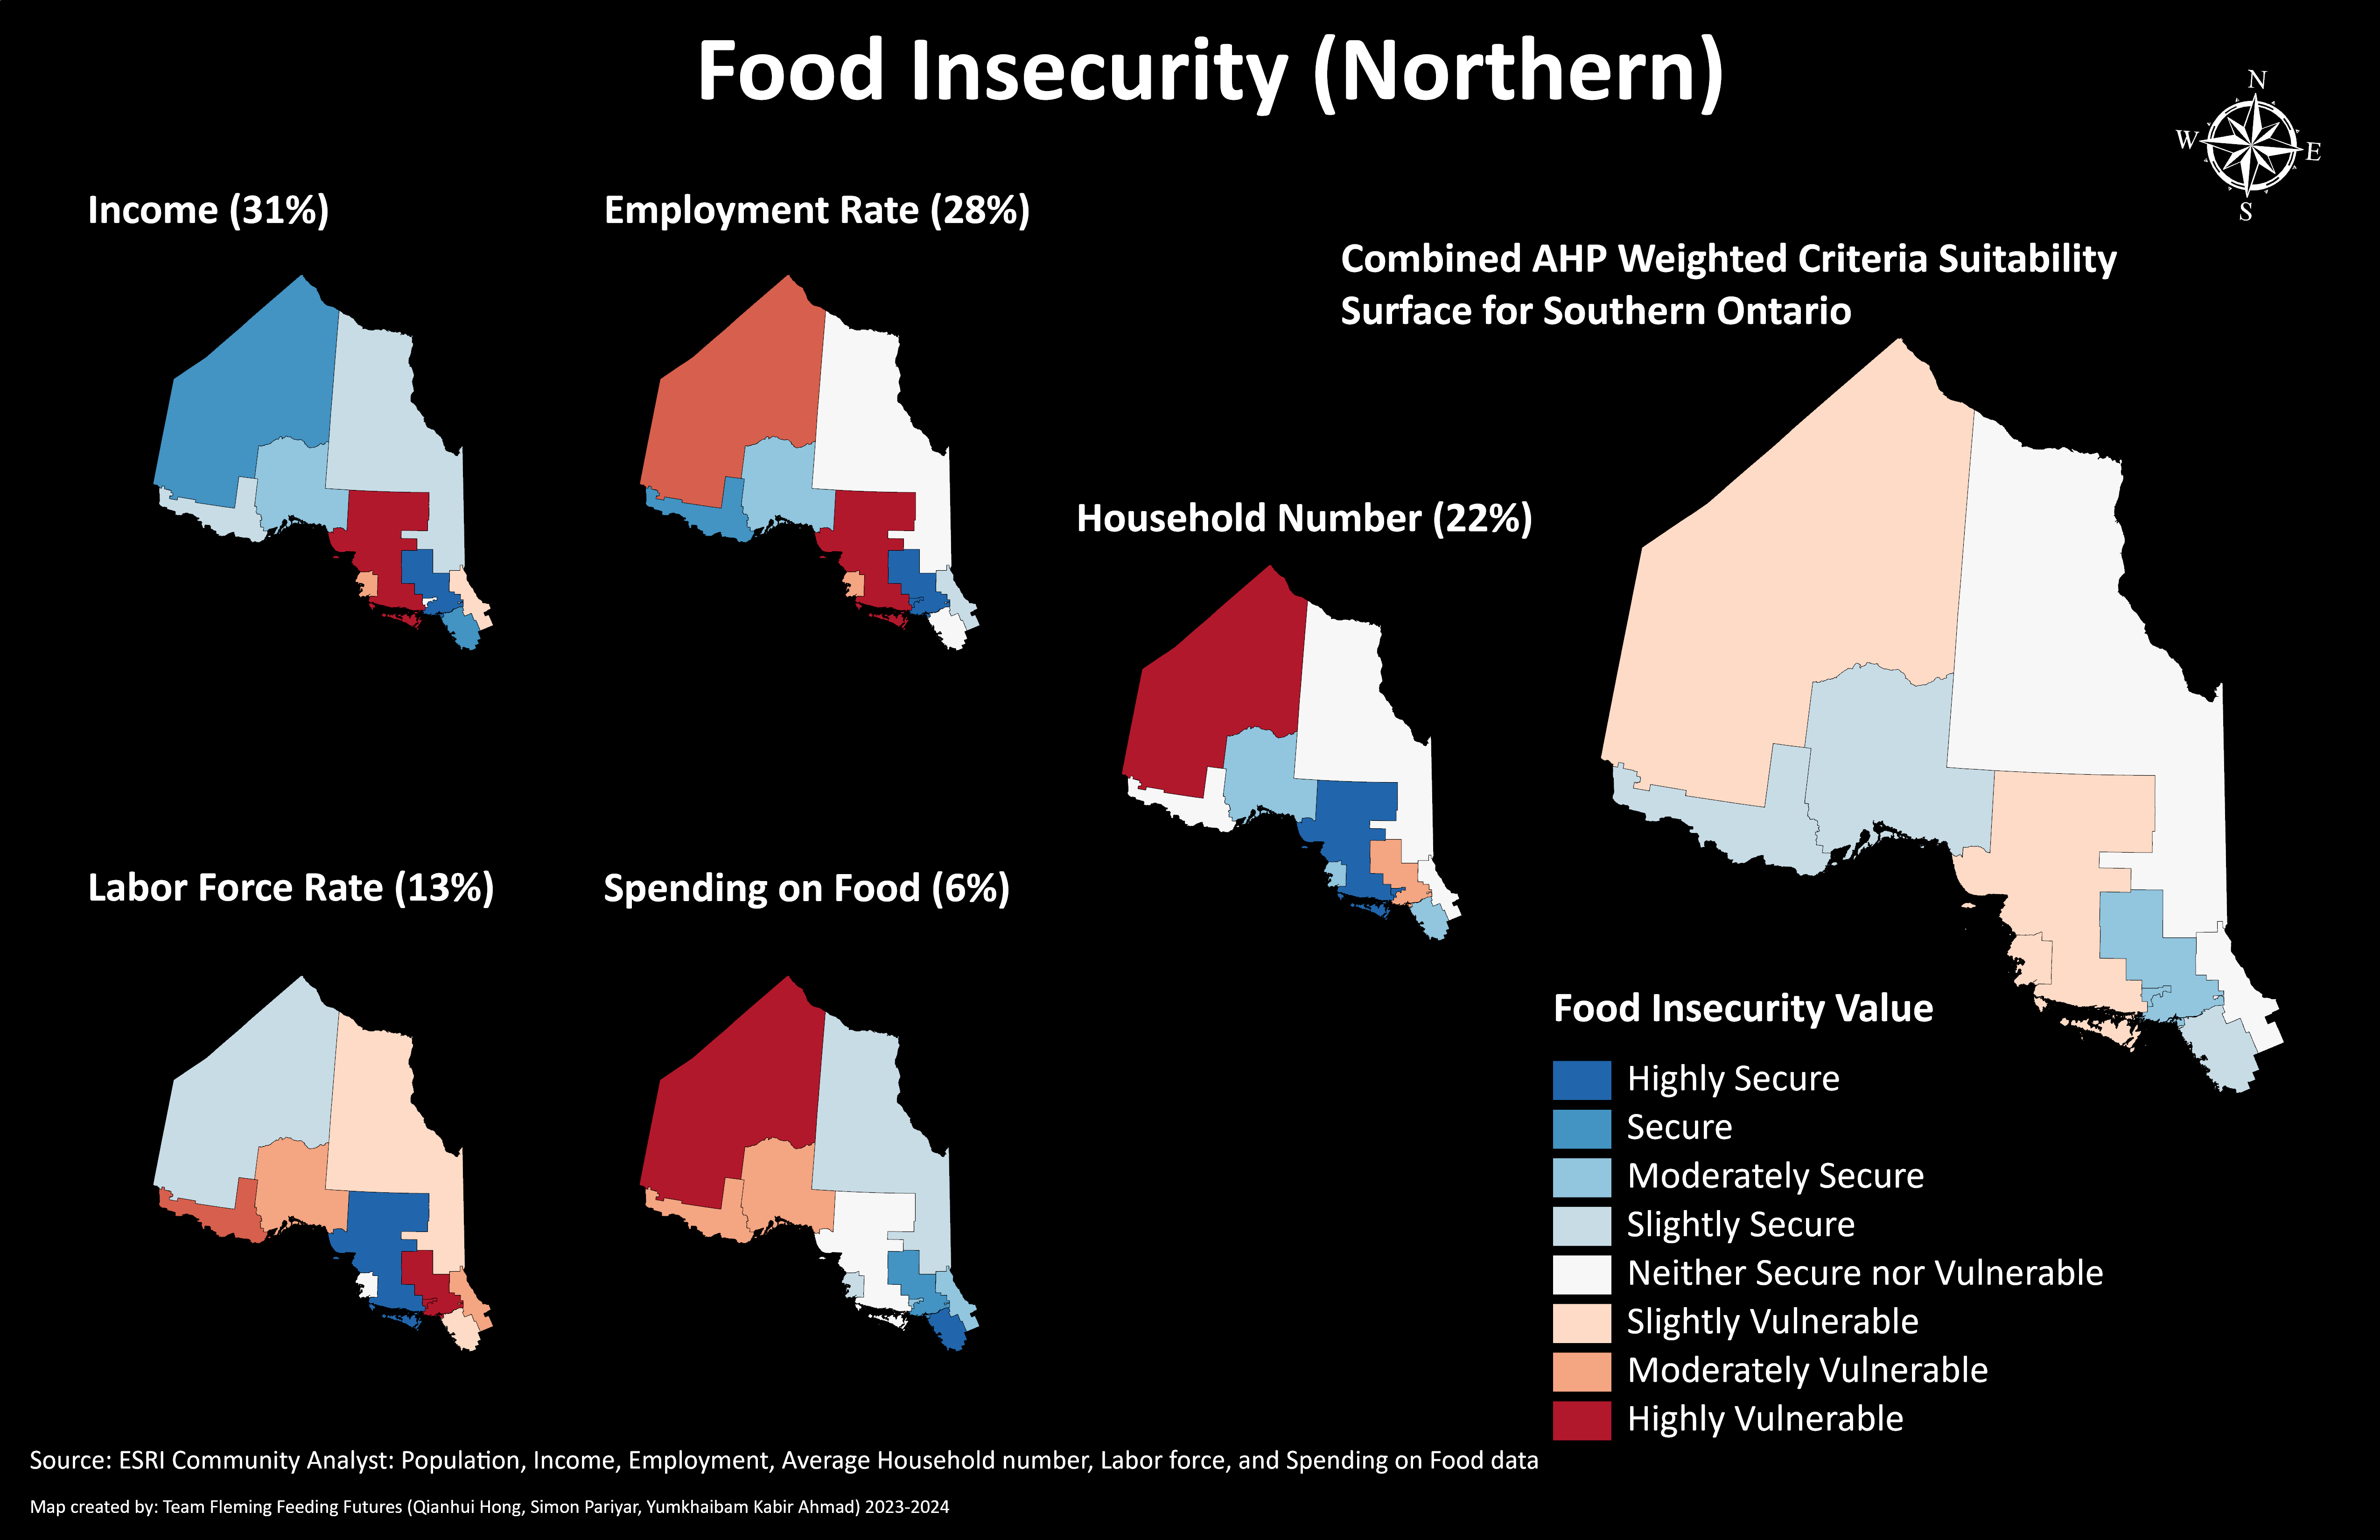 Food Insecurity (Northern)
N
W
E
S
Income (31%)
Employment Rate (28%)
Combined AHP Weighted Criteria Suitability
Surface for Southern Ontario
Household Number (22%)
Labor Force Rate (13%)
Spending on Food (6%)
Food Insecurity Value
Highly Secure
Secure
Moderately Secure
Slightly Secure
Neither Secure nor Vulnerable
Slightly Vulnerable
Moderately Vulnerable
Highly Vulnerable
Source: ESRI Community Analyst: Population, Income, Employment, Average Household number, Labor force, and Spending on Food data
Map created by: Team Fleming Feeding Futures (Qianhui Hong, Simon Pariyar, Yumkhaibam Kabir Ahmad) 2023-2024